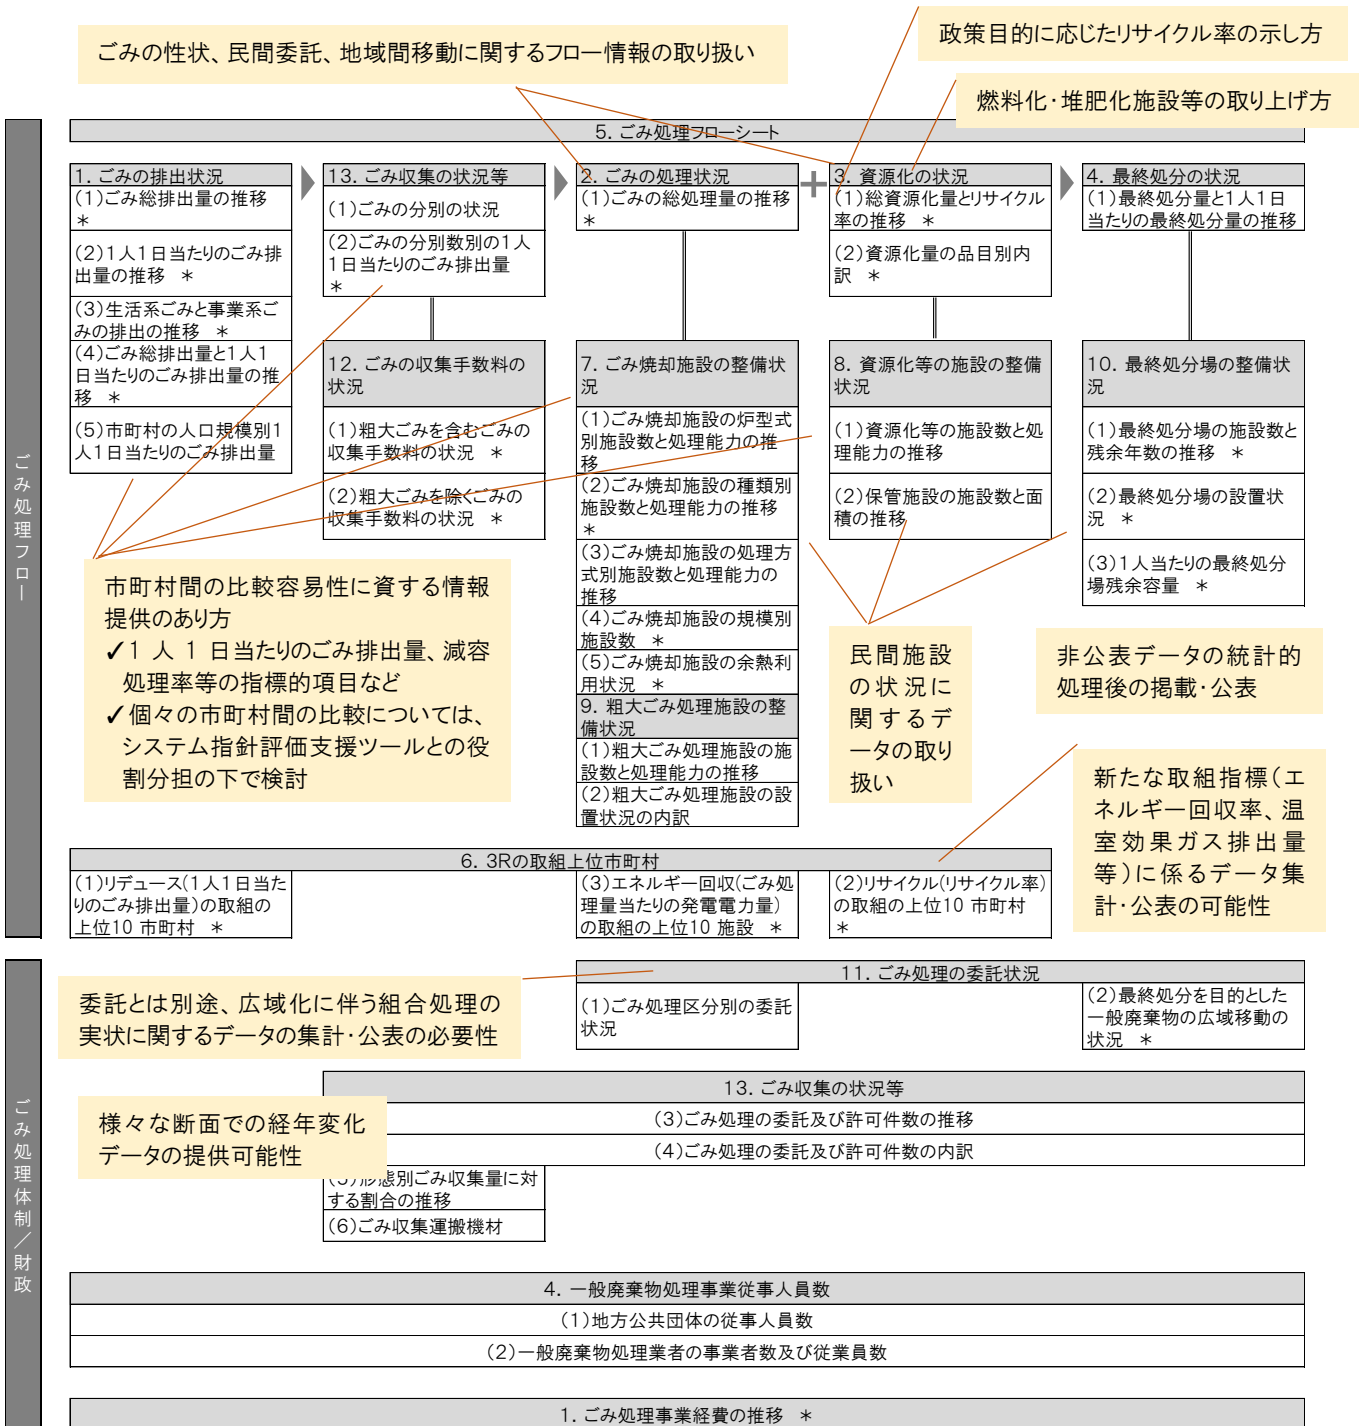 政策目的に応じたリサイクル率の示し方
ごみの性状、民間委託、地域間移動に関するフロー情報の取り扱い
燃料化・堆肥化施設等の取り上げ方
ごみ処理フロー
5. ごみ処理フローシート
1. ごみの排出状況
(1)ごみ総排出量の推移
＊
(2)1人1日当たりのごみ排
出量の推移　＊
(3)生活系ごみと事業系ご
みの排出の推移　＊
(4)ごみ総排出量と1人1
日当たりのごみ排出量の推
移　＊
(5)市町村の人口規模別1
人1日当たりのごみ排出量
13. ごみ収集の状況等
(1)ごみの分別の状況
(2)ごみの分別数別の1人
1日当たりのごみ排出量
＊
12. ごみの収集手数料の
状況
(1)粗大ごみを含むごみの
収集手数料の状況　＊
(2)粗大ごみを除くごみの
収集手数料の状況　＊
2. ごみの処理状況
(1)ごみの総処理量の推移
＊
7. ごみ焼却施設の整備状
況
(1)ごみ焼却施設の炉型式
別施設数と処理能力の推
移
(2)ごみ焼却施設の種類別
施設数と処理能力の推移
＊
(3)ごみ焼却施設の処理方
式別施設数と処理能力の
推移
(4)ごみ焼却施設の規模別
施設数　＊
(5)ごみ焼却施設の余熱利
用状況　＊
9. 粗大ごみ処理施設の整
備状況
(1)粗大ごみ処理施設の施
設数と処理能力の推移
(2)粗大ごみ処理施設の設
置状況の内訳
3. 資源化の状況
(1)総資源化量とリサイクル
率の推移　＊
(2)資源化量の品目別内
訳　＊
8. 資源化等の施設の整備
状況
(1)資源化等の施設数と処
理能力の推移
(2)保管施設の施設数と面
積の推移
4. 最終処分の状況
(1)最終処分量と1人1日
当たりの最終処分量の推移
10. 最終処分場の整備状
況
(1)最終処分場の施設数と
残余年数の推移　＊
(2)最終処分場の設置状
況　＊
(3)1人当たりの最終処分
場残余容量　＊
市町村間の比較容易性に資する情報
提供のあり方
✓1 人 1 日当たりのごみ排出量、減容
処理率等の指標的項目など
✓個々の市町村間の比較については、
システム指針評価支援ツールとの役
割分担の下で検討
民間施設
の状況に
関するデ
ータの取り
扱い
非公表データの統計的
処理後の掲載・公表
新たな取組指標（エ
ネルギー回収率、温
室効果ガス排出量
等）に係るデータ集
計・公表の可能性
6. 3Rの取組上位市町村
(1)リデュース(1人1日当た
りのごみ排出量)の取組の
上位10 市町村　＊
(3)エネルギー回収(ごみ処
理量当たりの発電電力量)
の取組の上位10 施設　＊
(2)リサイクル(リサイクル率)
の取組の上位10 市町村
＊
ごみ処理体制／財政
11. ごみ処理の委託状況
(1)ごみ処理区分別の委託
状況
(2)最終処分を目的とした
一般廃棄物の広域移動の
状況　＊
委託とは別途、広域化に伴う組合処理の
実状に関するデータの集計・公表の必要性
13. ごみ収集の状況等
(3)ごみ処理の委託及び許可件数の推移
(4)ごみ処理の委託及び許可件数の内訳
様々な断面での経年変化
データの提供可能性
(5)形態別ごみ収集量に対
する割合の推移
(6)ごみ収集運搬機材
4. 一般廃棄物処理事業従事人員数
(1)地方公共団体の従事人員数
(2)一般廃棄物処理業者の事業者数及び従業員数
1. ごみ処理事業経費の推移　＊